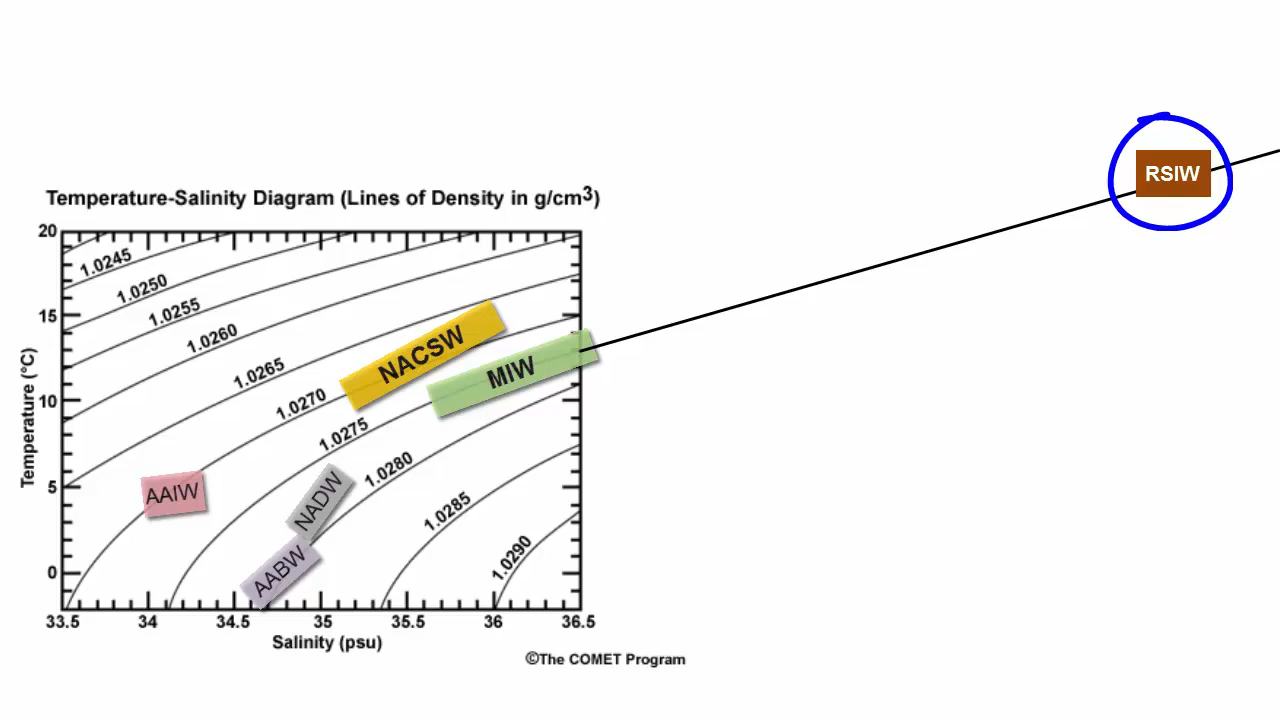 RSIW
Temperature-Salinity Diagram (Lines of Density in g/cm3)
20
1.0245
1.0250
1.0255
15
1.0260
NACSW
1.0265
MIW
Temperature (°C)
10
1.0270
1.0275
1.0280
5
AAIW
NADW
1.0285
1.0290
0
AABW
33.5 34 34.5 35 35.5 36 36.5
Salinity (psu)
©The COMET Program